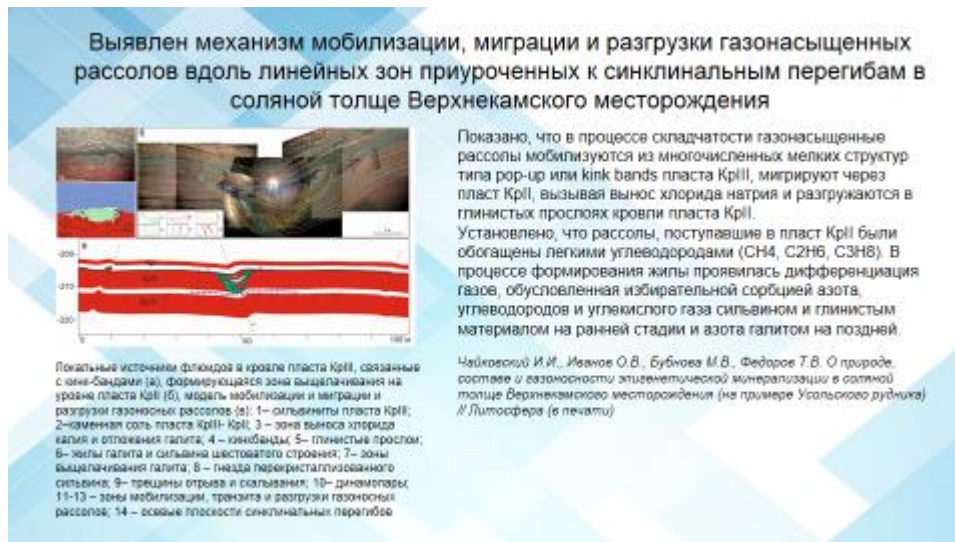 Выявлен механизм мобилизации, миграции и разгрузки газонасыщенных
рассолов вдоль линейных зон приуроченных к синклинальным перегибам в
соляной толще Верхнекамского месторождения
Показано, что в процессе складчатости газонасыщенные
рассолы мобилизуются из многочисленных мелких структур
типа pop-up или kink bands пласта КрIII, мигрируют через
пласт КрII, вызывая вынос хлорида натрия и разгружаются в
глинистых прослоях кровли пласта КрII.
Установлено, что рассолы, поступавшие в пласт КрII были
обогащены легкими углеводородами (CH4, C2H6, C3H8). В
процессе формирования жилы проявилась дифференциация
газов, обусловленная избирательной сорбцией азота,
углеводородов и углекислого газа сильвином и глинистым
материалом на ранней стадии и азота галитом на поздней.
Чайковский И.И., Иванов О.В., Бубнова М.В., Федоров Т.В. О природе,
составе и газоносности эпигенетической минерализации в соляной
толще Верхнекамского месторождения (на примере Усольского рудника)
// Литосфера (в печати)
Локальные источники флюидов в кровле пласта КрIII, связанные
с кинк-бандами (а), формирующаяся зона выщелачивания на
уровне пласта КрII (б), модель мобилизации и миграции и
разгрузки газоносных рассолов (в): 1– сильвиниты пласта КрIII;
2–каменная соль пласта КрIII- КрII; 3 – зона выноса хлорида
калия и отложения галита; 4 – кинкбанды; 5– глинистые прослои;
6– жилы галита и сильвина шестоватого строения; 7– зоны
выщелачивания галита; 8 – гнезда перекристаллизованного
сильвина; 9– трещины отрыва и скалывания; 10– динамопары;
11-13 – зоны мобилизации, транзита и разгрузки газоносных
рассолов; 14 – осевые плоскости синклинальных перегибов